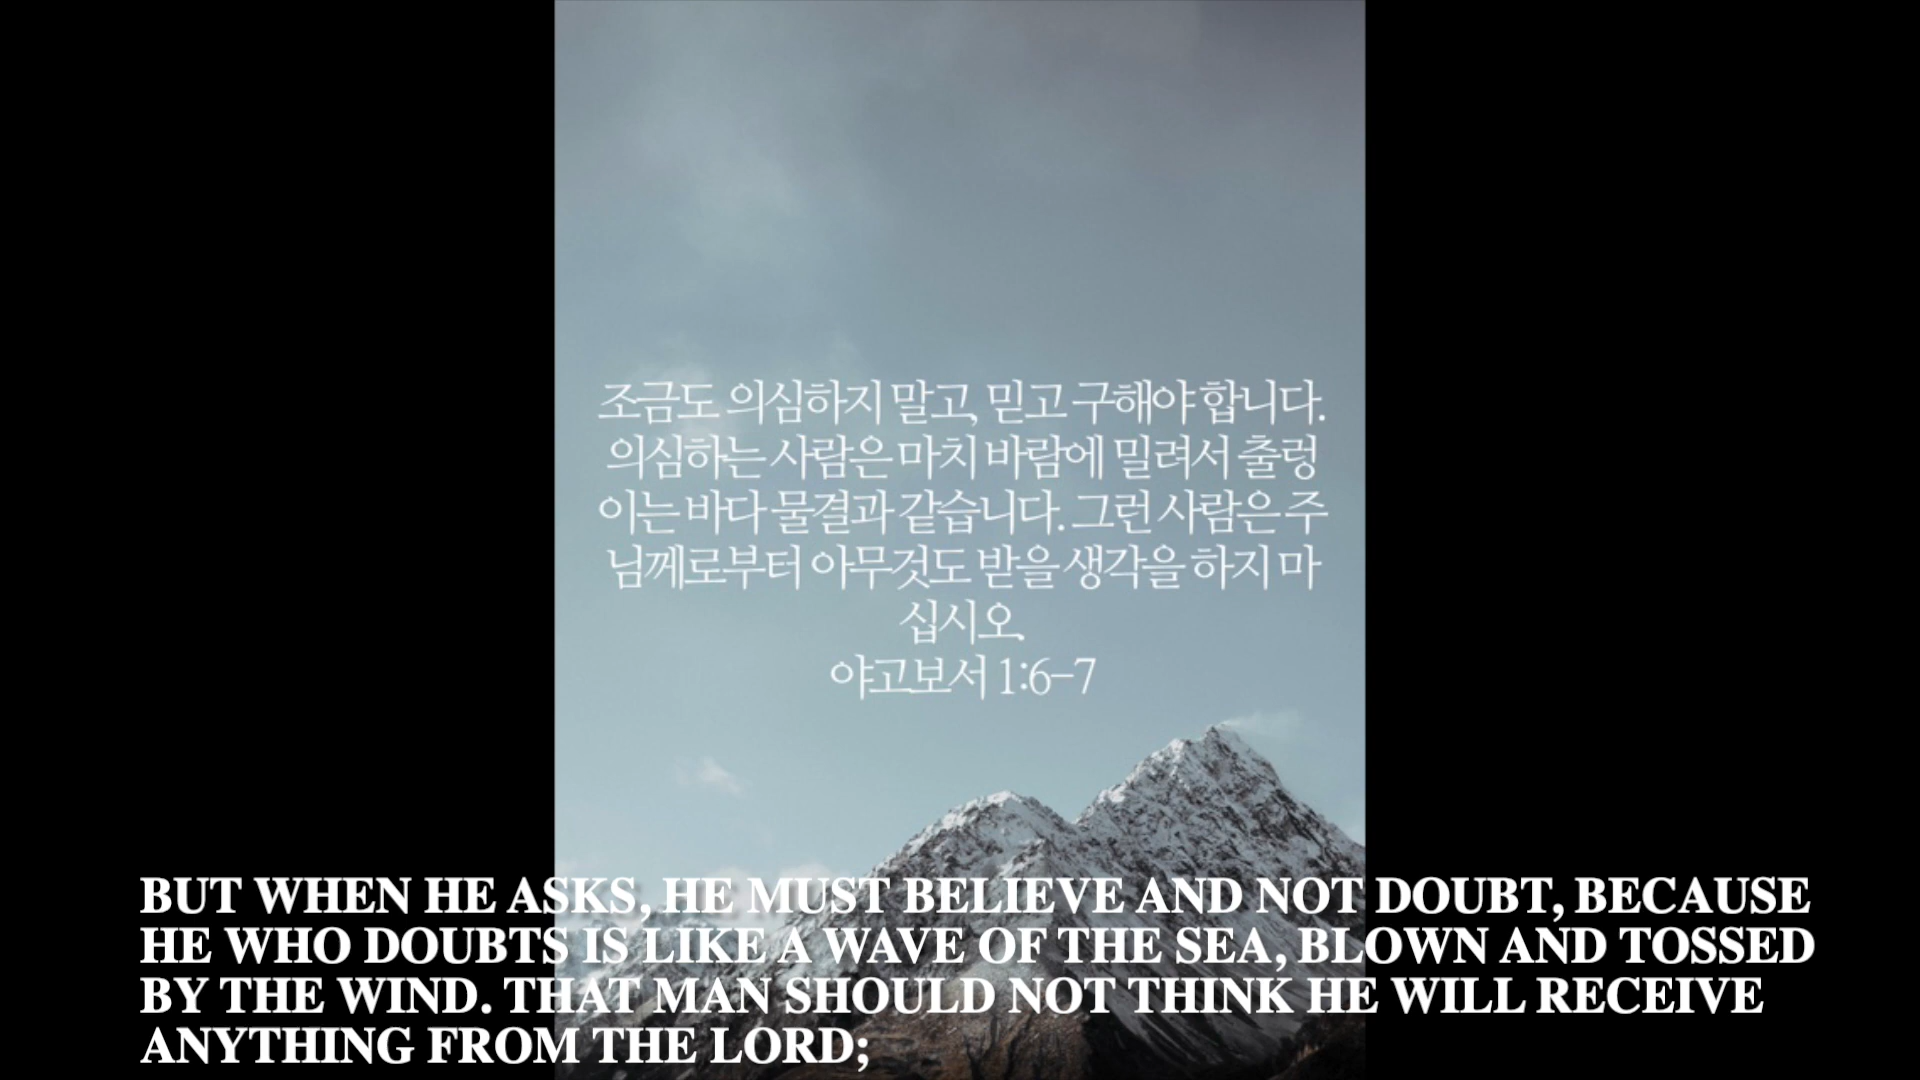 조금도 의심하지 말고, 믿고 구해야 합니다.
의심하는 사람은 마치 바람에 밀려서 출렁
이는 바다 물결과 같습니다. 그런 사람은 주
님께로부터 아무것도 받을 생각을 하지 마
십시오.
야고보서 1:6-7
BUT WHEN HE ASKS, HE MUST BELIEVE AND NOT DOUBT, BECAUSE
HE WHO DOUBTS IS LIKE A WAVE OF THE SEA, BLOWN AND TOSSED
BY THE WIND. THAT MAN SHOULD NOT THINK HE WILL RECEIVE
ANYTHING FROM THE LORD;